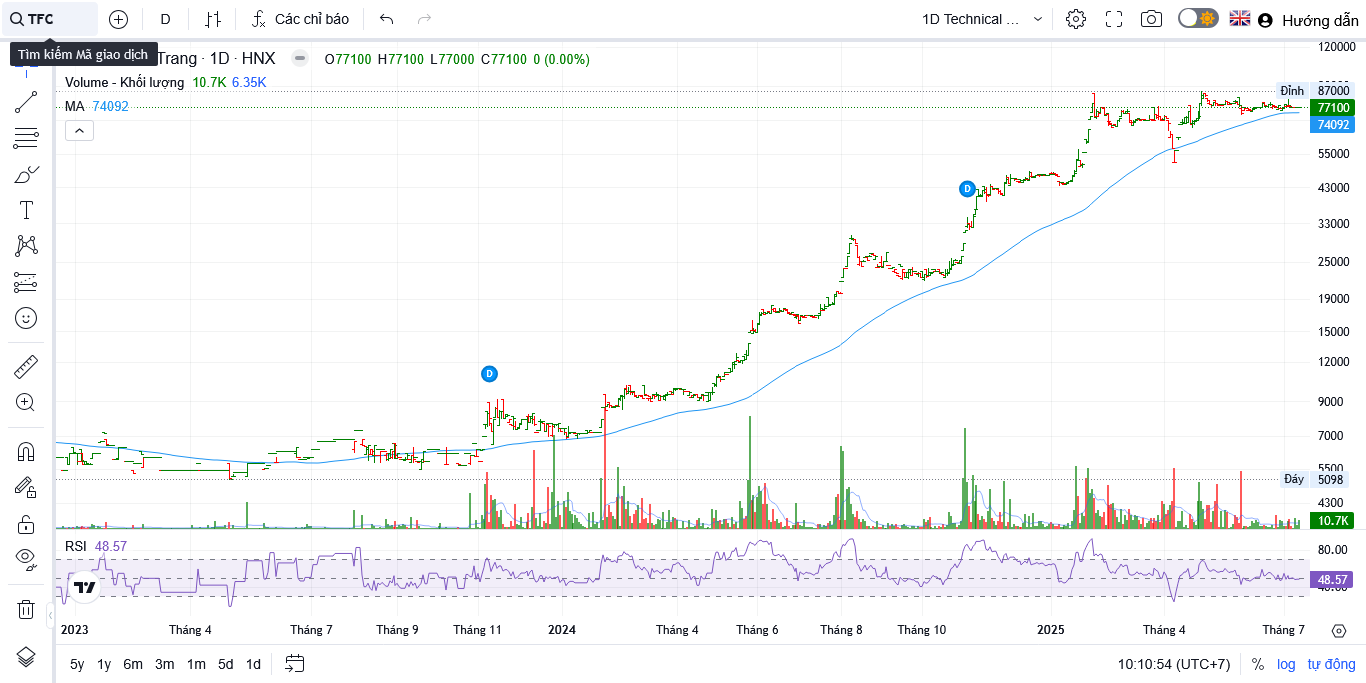 TFC
D
Các chỉ báo
1D Technical ...
Hướng dẫn
Tìm kiếm Mã giao dịch
Trang · 1D · HNX
O77100 H77100 L77000 C77100 0 (0.00%)
Volume - Khối lượng 10.7K 6.35K
MA 74092
120000
Đỉnh 87000
77100
74092
55000
43000
33000
25000
19000
15000
12000
9000
7000
5500
Đáy 5098
4300
10.7K
D
D
RSI 48.57
80.00
48.57
40.00
2023 Tháng 4 Tháng 7 Tháng 9 Tháng 11 2024 Tháng 4 Tháng 6 Tháng 8 Tháng 10 2025 Tháng 4 Tháng 7
5y 1y 6m 3m 1m 5d 1d
10:10:54 (UTC+7) % log tự động